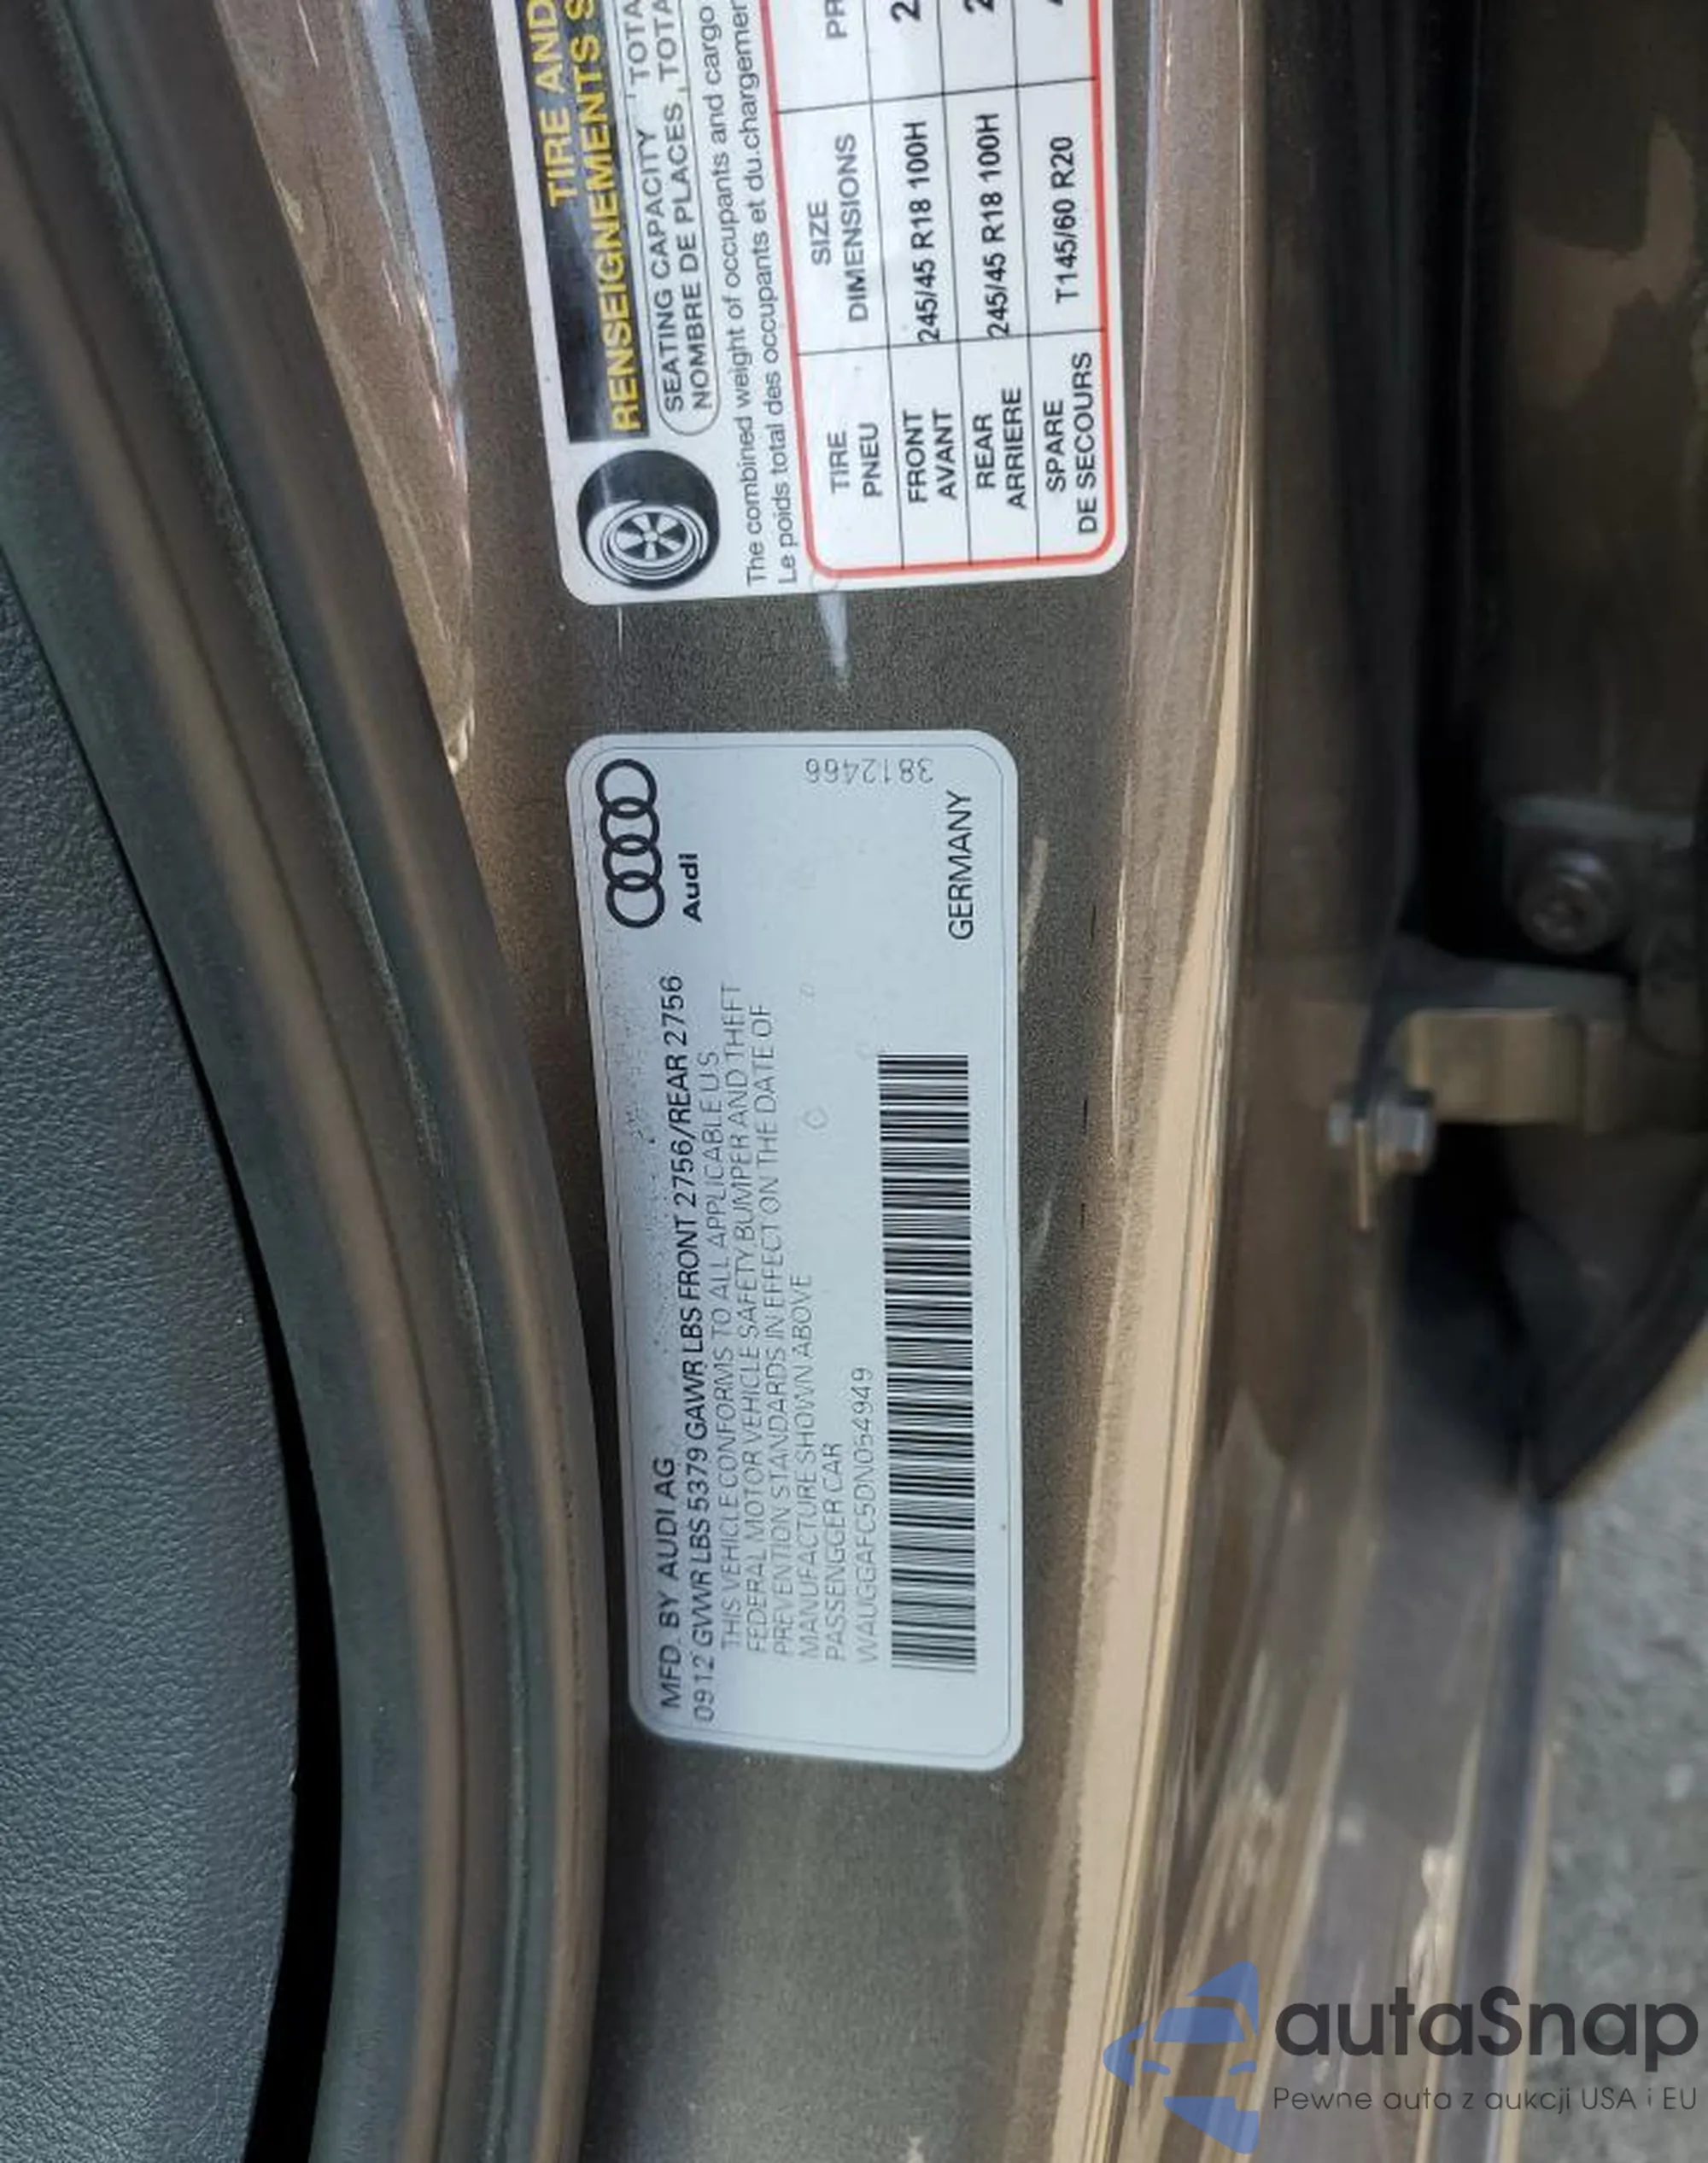 TIRE AND
RENSEIGNEMENTS S
SEATING CAPACITY TOTA
NOMBRE DE PLACES TOTA
The combined weight of occupants and cargo
Le poids total des occupants et du chargemen
TIRE
PNEU
SIZE
DIMENSIONS
PR
FRONT
AVANT
245/45 R18 100H
2
REAR
ARRIERE
245/45 R18 100H
2
SPARE
DE SECOURS
T145/60 R20
Audi
MFD. BY AUDI AG
0912 GVWR LBS 5379 GAWR LBS FRONT 2756/REAR 2756
THIS VEHICLE CONFORMS TO ALL APPLICABLE U.S.
FEDERAL MOTOR VEHICLE SAFETY BUMPER AND THEFT
PREVENTION STANDARDS IN EFFECT ON THE DATE OF
MANUFACTURE SHOWN ABOVE
PASSENGER CAR
WAUGGAFC5DN054949
3812466
GERMANY
autaSnap
Pewne auta z aukcji USA i EU